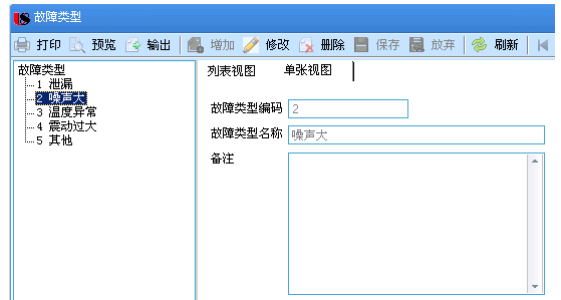 故障类型
打印 预览 输出 增加 修改 删除 保存 放弃 刷新
故障类型
1 泄漏
2 噪声大
3 温度异常
4 震动过大
5 其他
列表视图 单张视图
故障类型编码 2
故障类型名称 噪声大
备注